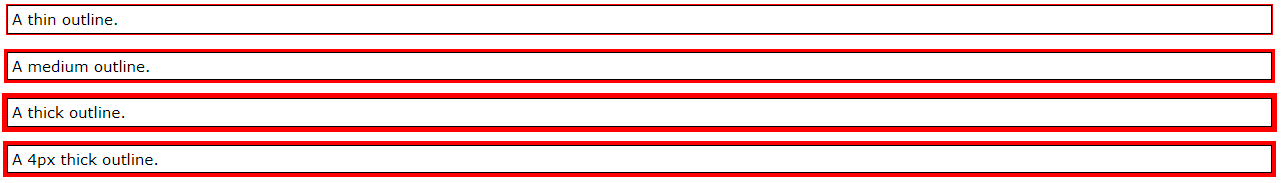 A thin outline.
A medium outline.
A thick outline.
A 4px thick outline.